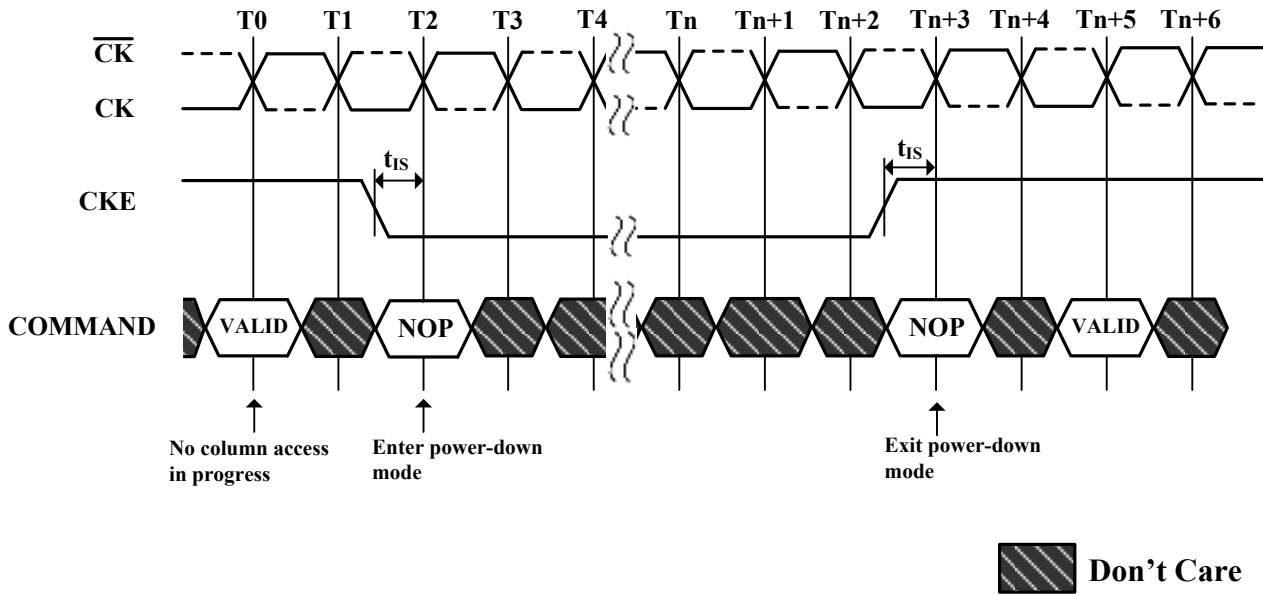 T0 T1 T2 T3 T4 Tn Tn+1 Tn+2 Tn+3 Tn+4 Tn+5 Tn+6
CK
CK
tIS
tIS
CKE
COMMAND
VALID
NOP
NOP
VALID
No column access
in progress
Enter power-down
mode
Exit power-down
mode
Don't Care